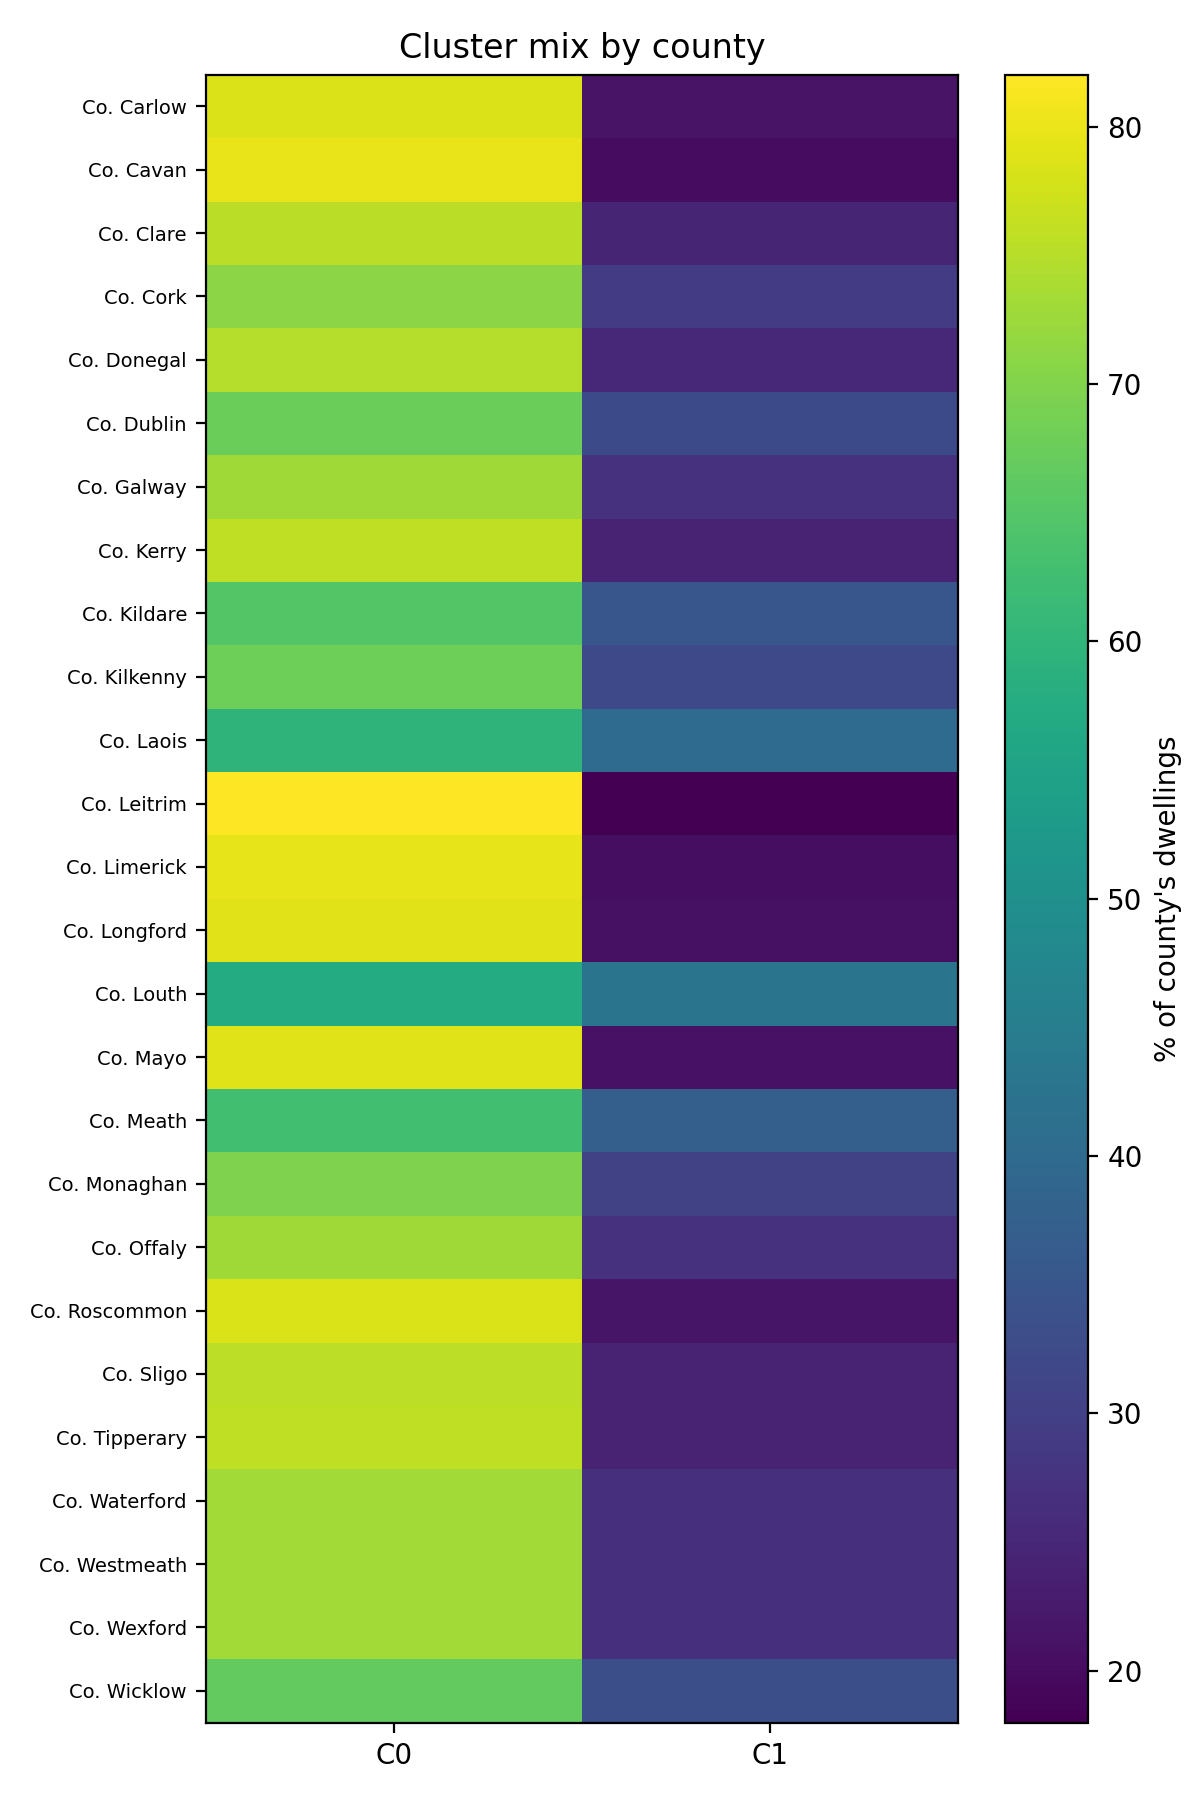 Cluster mix by county
Co. Carlow
Co. Cavan
Co. Clare
Co. Cork
Co. Donegal
Co. Dublin
Co. Galway
Co. Kerry
Co. Kildare
Co. Kilkenny
Co. Laois
Co. Leitrim
Co. Limerick
Co. Longford
Co. Louth
Co. Mayo
Co. Meath
Co. Monaghan
Co. Offaly
Co. Roscommon
Co. Sligo
Co. Tipperary
Co. Waterford
Co. Westmeath
Co. Wexford
Co. Wicklow
C0
C1
80
70
60
50
40
30
20
% of county's dwellings